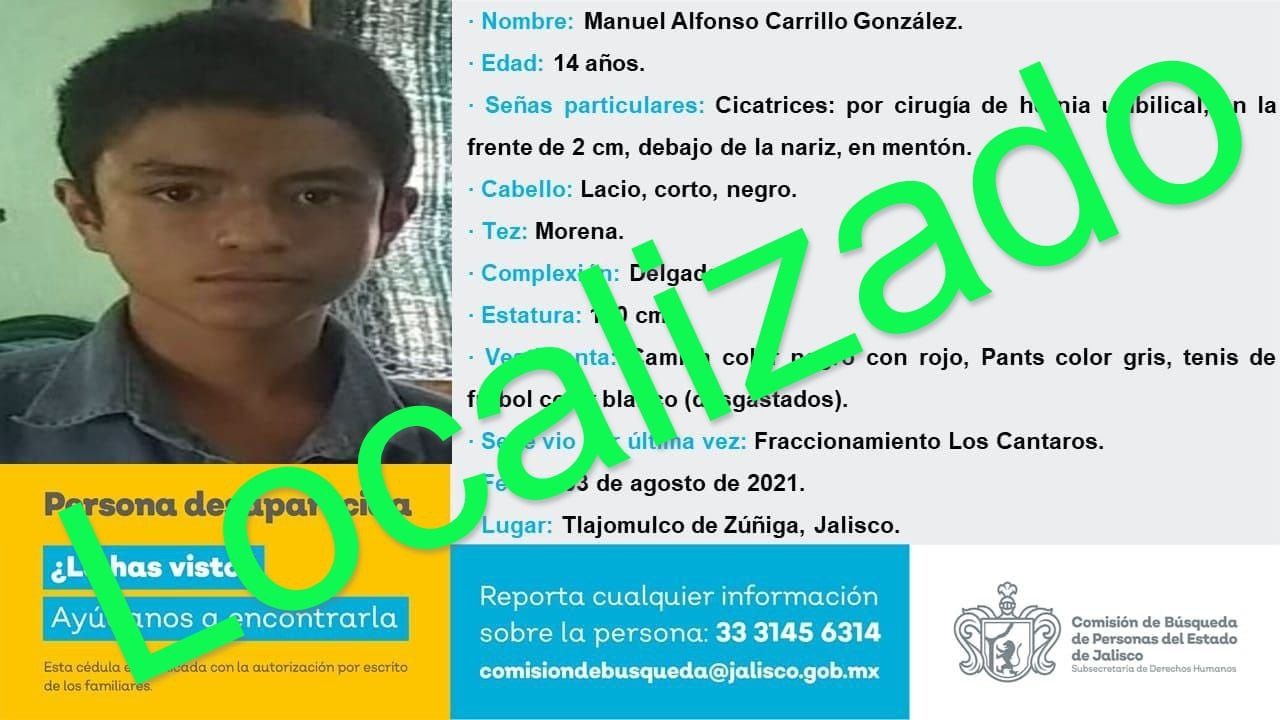 · Nombre: Manuel Alfonso Carrillo González.
· Edad: 14 años.
· Señas particulares: Cicatrices: por cirugía de hernia umbilical, en la
frente de 2 cm, debajo de la nariz, en mentón.
· Cabello: Lacio, corto, negro.
· Tez: Morena.
· Complexión: Delgada
· Estatura: cm
· Vestimenta: Camisa color negro con rojo, Pants color gris, tenis de
futbol color blanco (desgastados).
· Se le vio por última vez: Fraccionamiento Los Cantaros.
de agosto de 2021.
Lugar: Tlajomulco de Zúñiga, Jalisco.
Localizado
Persona desaparecida
¿La has visto?
Ayúdanos a encontrarla
Esta cédula es publicada con la autorización por escrito
de los familiares.
Reporta cualquier información
sobre la persona: 33 3145 6314
comisiondebusqueda@jalisco.gob.mx
Comisión de Búsqueda
de Personas del Estado
de Jalisco
Subsecretaría de Derechos Humanos